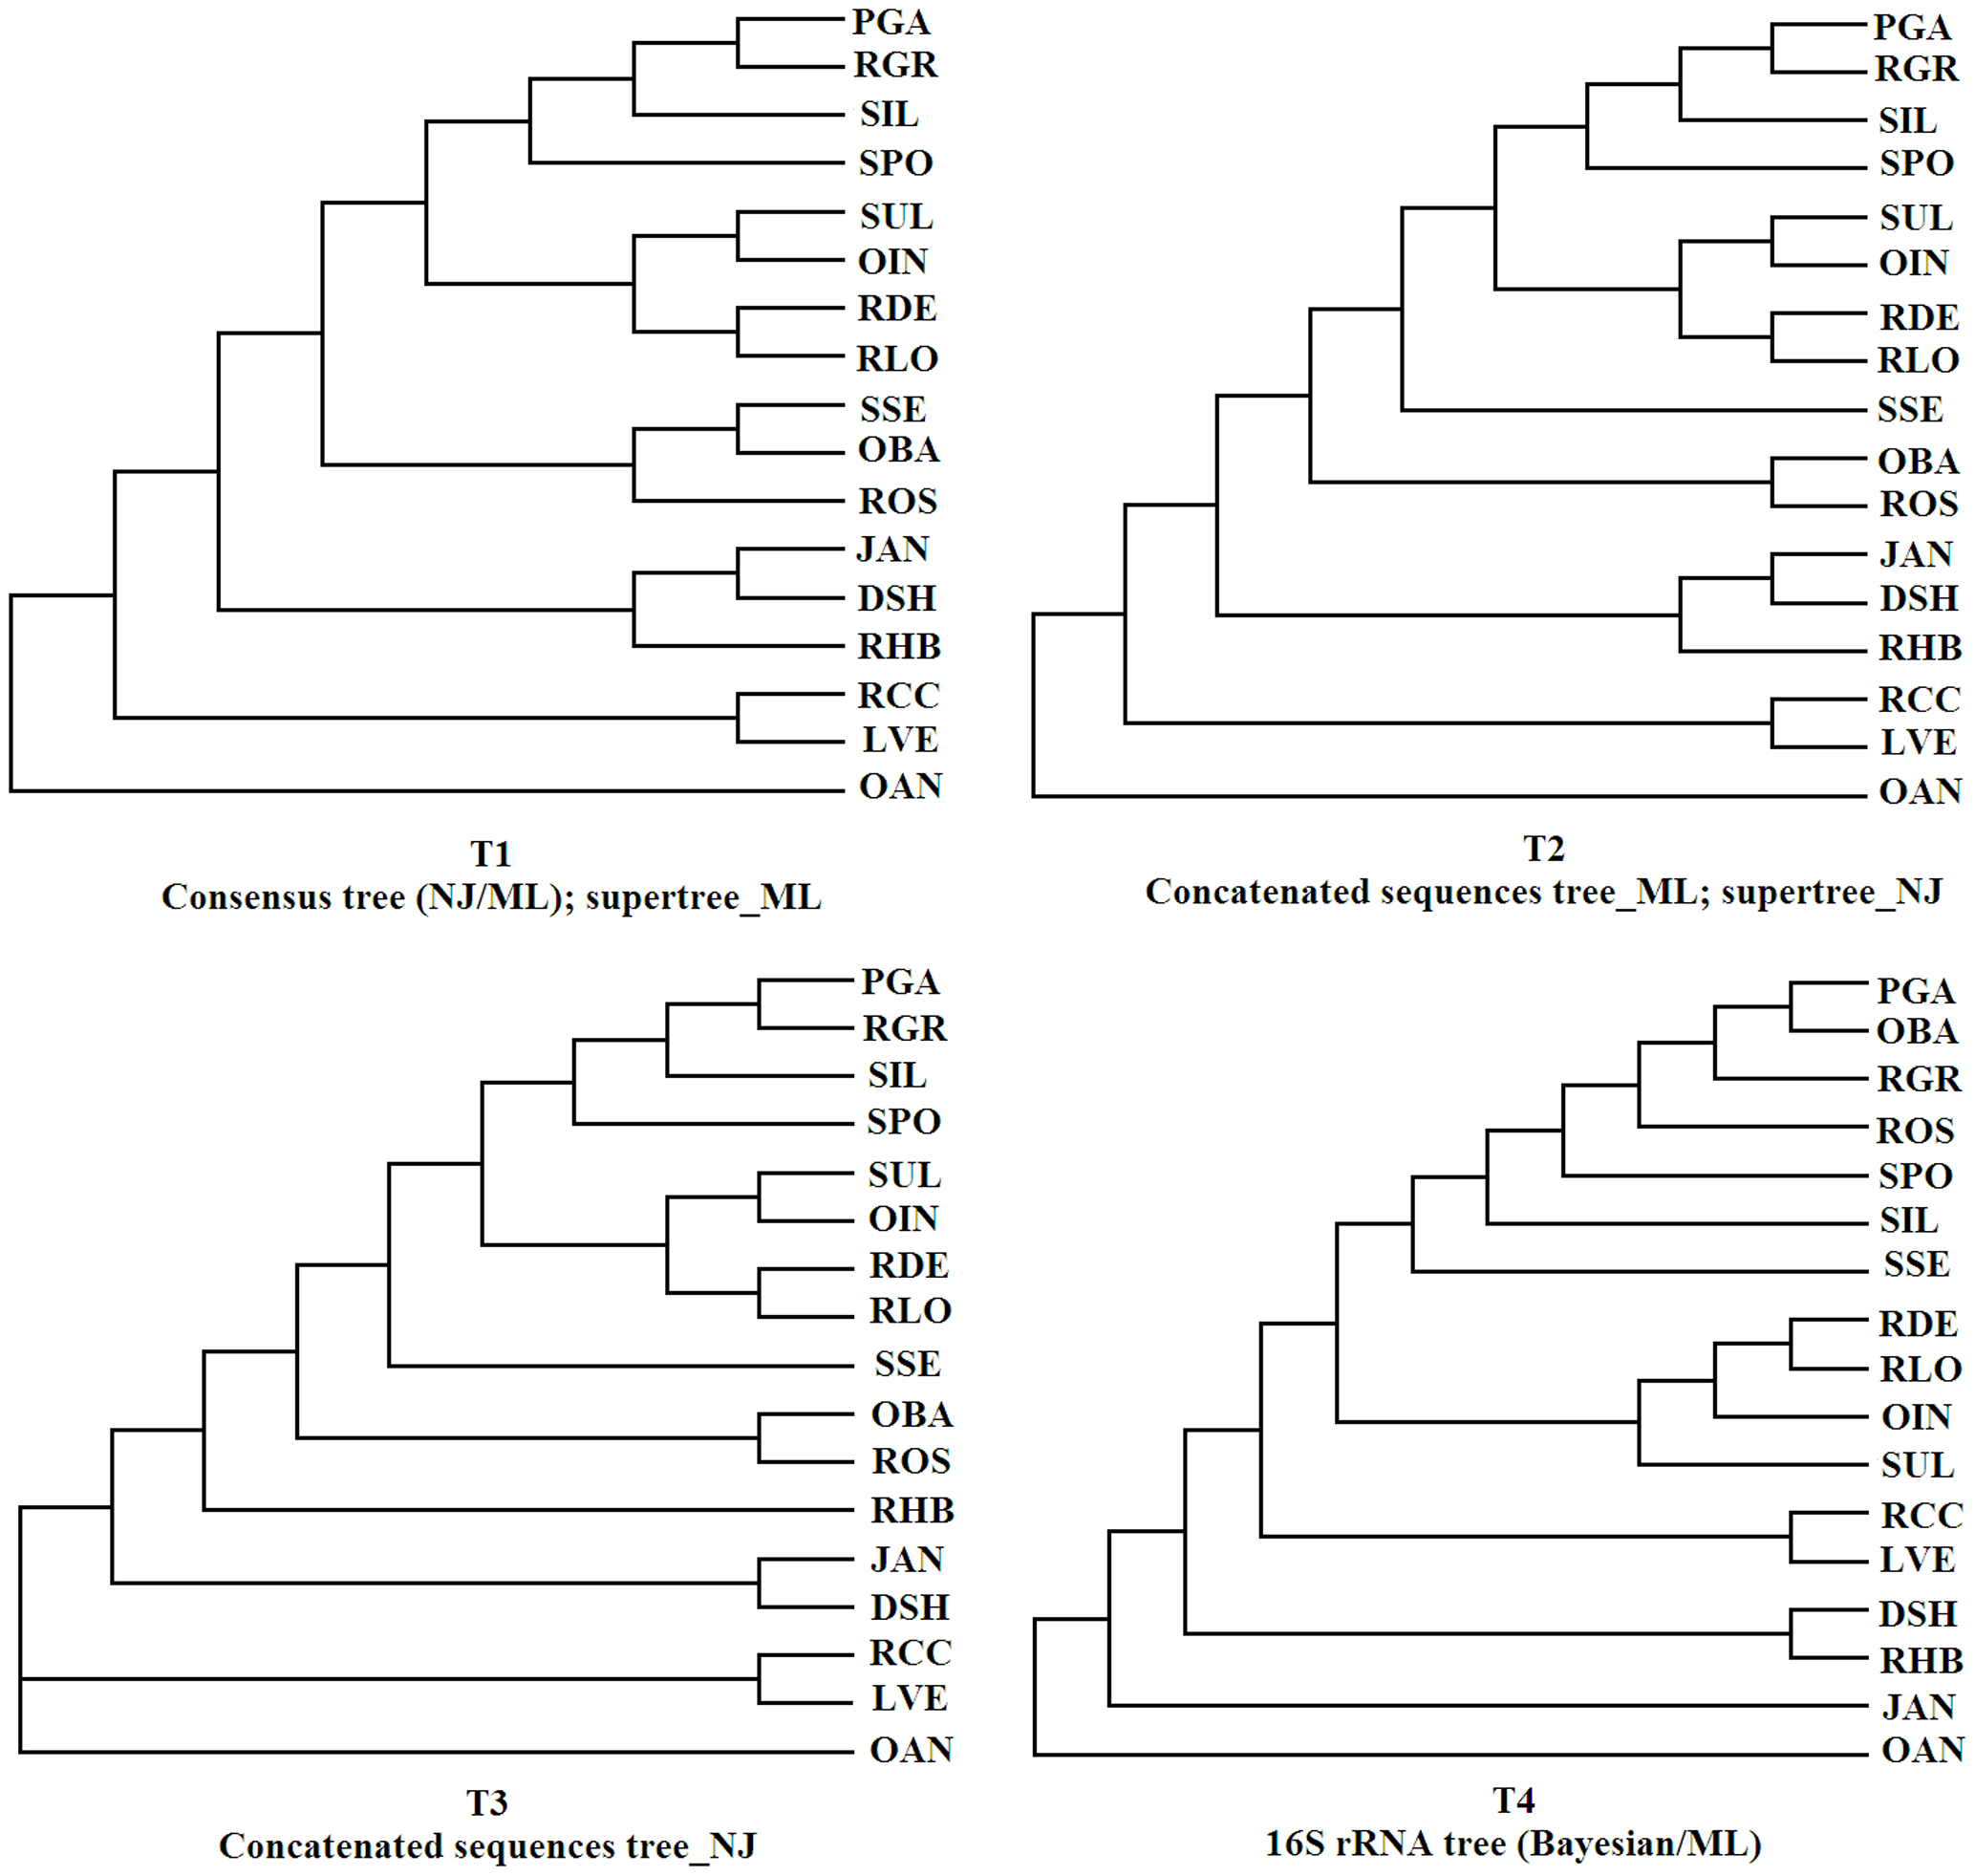 PGA
RGR
SIL
SPO
SUL
OIN
RDE
RLO
SSE
OBA
ROS
JAN
DSH
RHB
RCC
LVE
OAN
T1
Consensus tree (NJ/ML); supertree_ML
PGA
RGR
SIL
SPO
SUL
OIN
RDE
RLO
SSE
OBA
ROS
JAN
DSH
RHB
RCC
LVE
OAN
T2
Concatenated sequences tree_ML; supertree_NJ
PGA
RGR
SIL
SPO
SUL
OIN
RDE
RLO
SSE
OBA
ROS
RHB
JAN
DSH
RCC
LVE
OAN
T3
Concatenated sequences tree_NJ
PGA
OBA
RGR
ROS
SPO
SIL
SSE
RDE
RLO
OIN
SUL
RCC
LVE
DSH
RHB
JAN
OAN
T4
16S rRNA tree (Bayesian/ML)